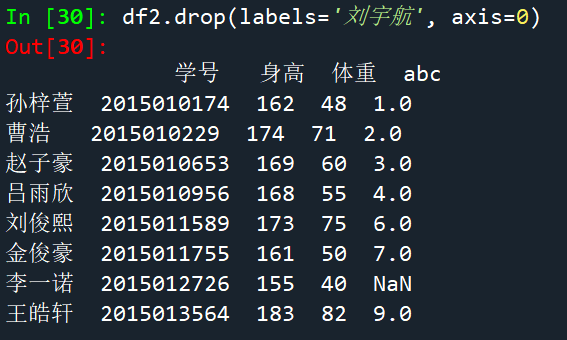 In [30]: df2.drop(labels='刘宇航', axis=0)
Out[30]:
学号 身高 体重 abc
孙梓萱 2015010174 162 48 1.0
曹浩 2015010229 174 71 2.0
赵子豪 2015010653 169 60 3.0
吕雨欣 2015010956 168 55 4.0
刘俊熙 2015011589 173 75 6.0
金俊豪 2015011755 161 50 7.0
李一诺 2015012726 155 40 NaN
王皓轩 2015013564 183 82 9.0